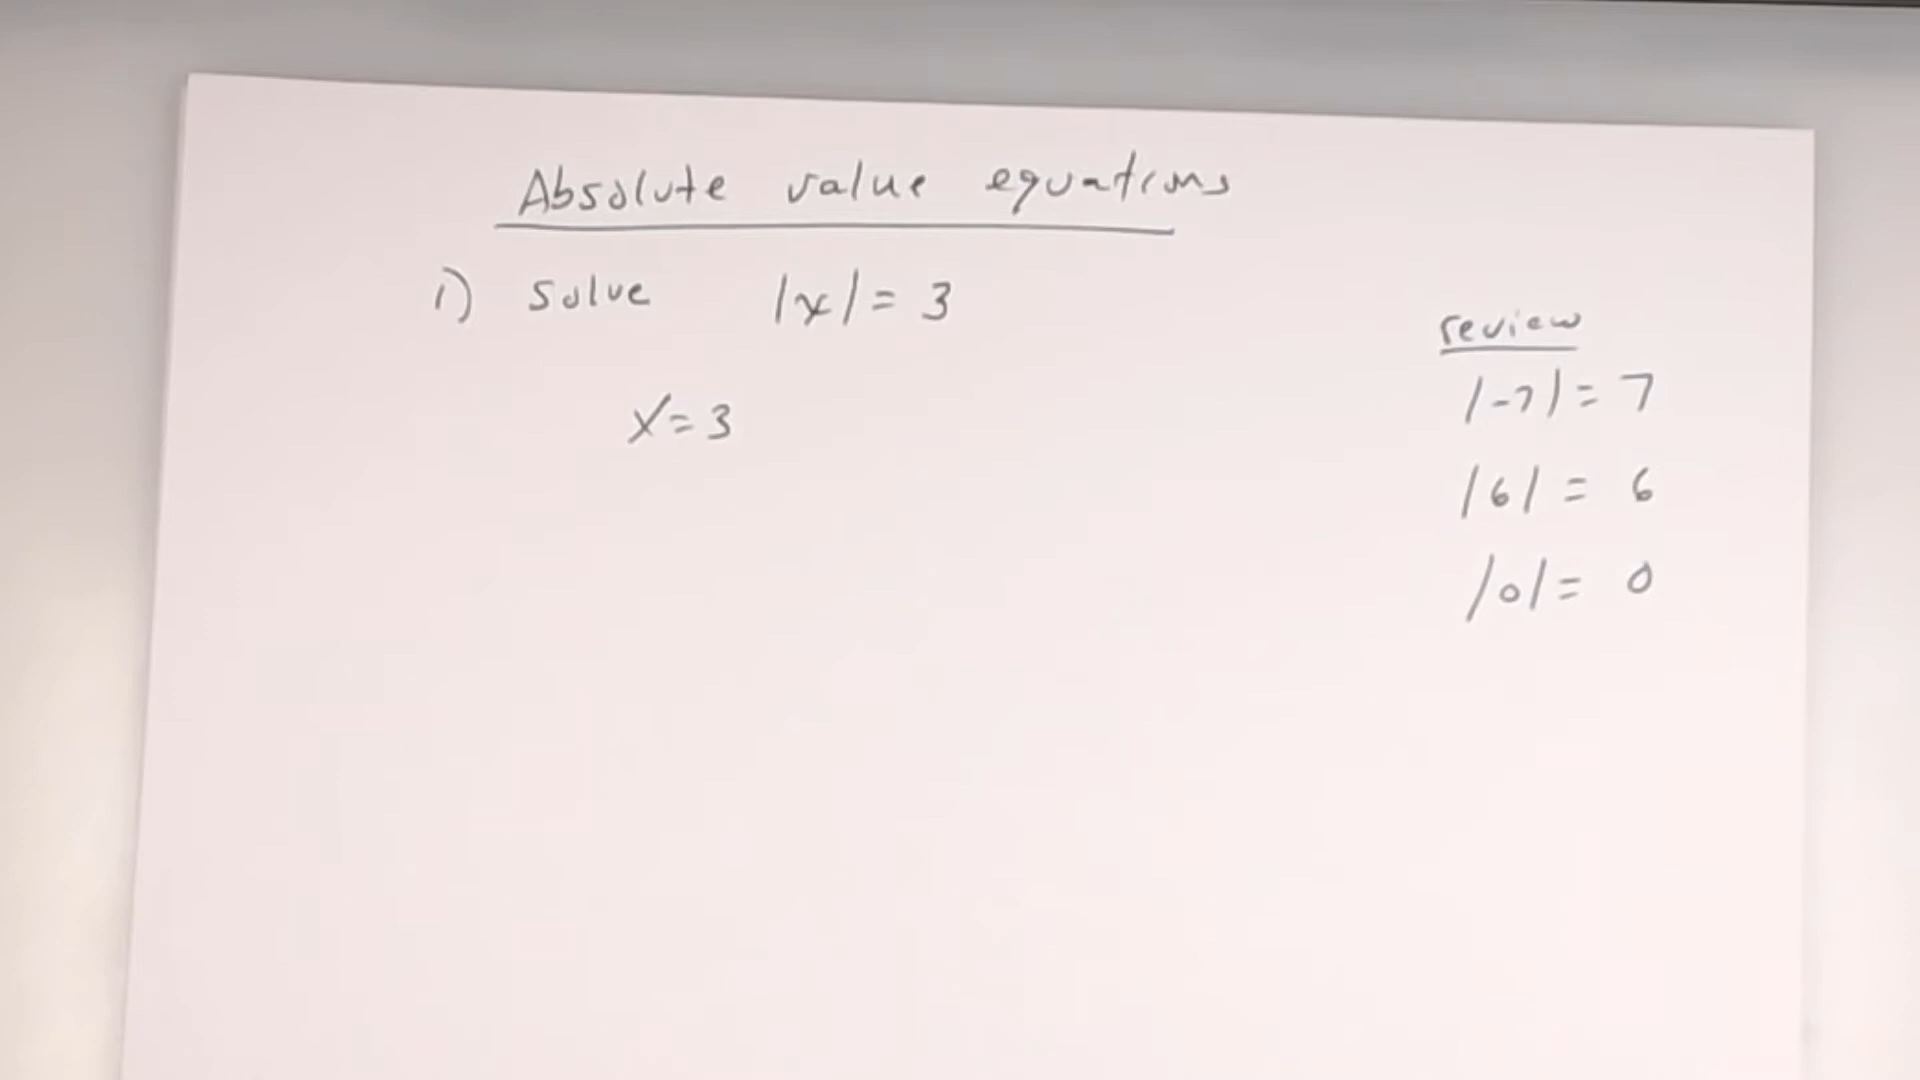 Absolute value equations
1) Solve |x| = 3
x = 3
review
|-7| = 7
|6| = 6
|0| = 0